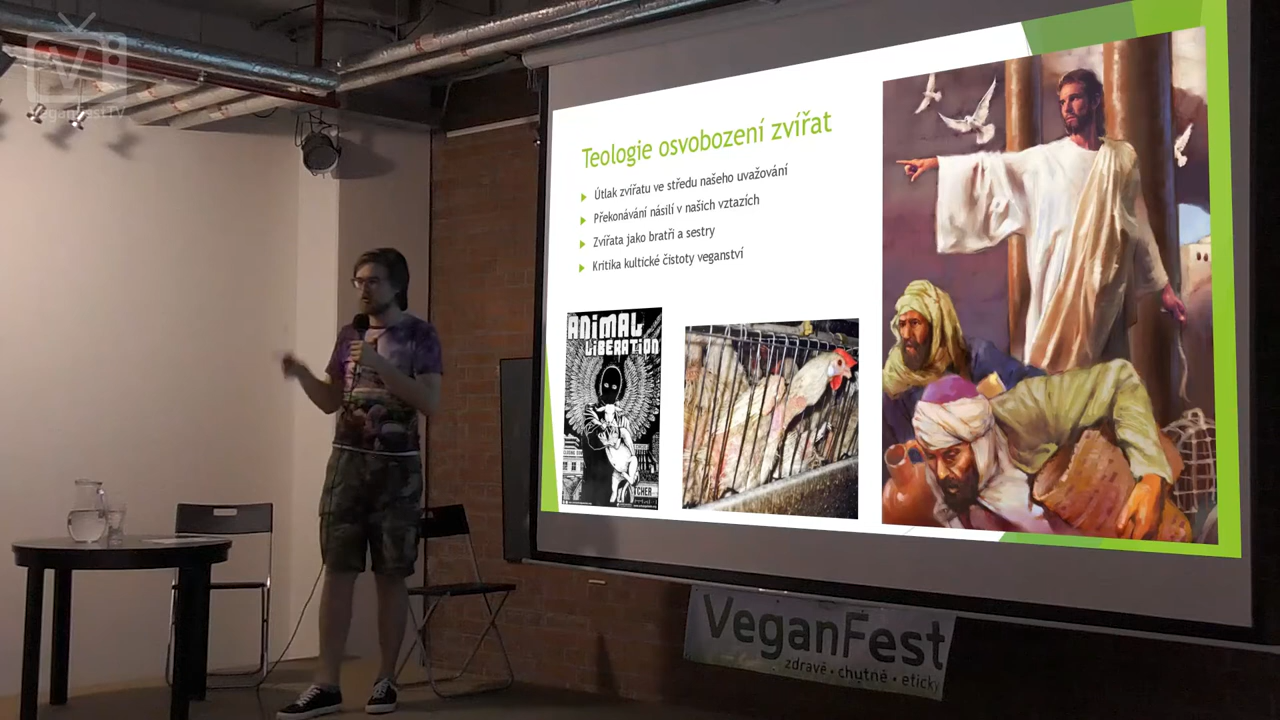 VeganFestTV
Teologie osvobození zvířat
Útlak zvířatu ve středu našeho uvažování
Překonávání násilí v našich vztazích
Zvířata jako bratři a sestry
Kritika kultické čistoty veganství
ANIMAL
LIBERATION
VeganFest
zdravě • chutně • eticky